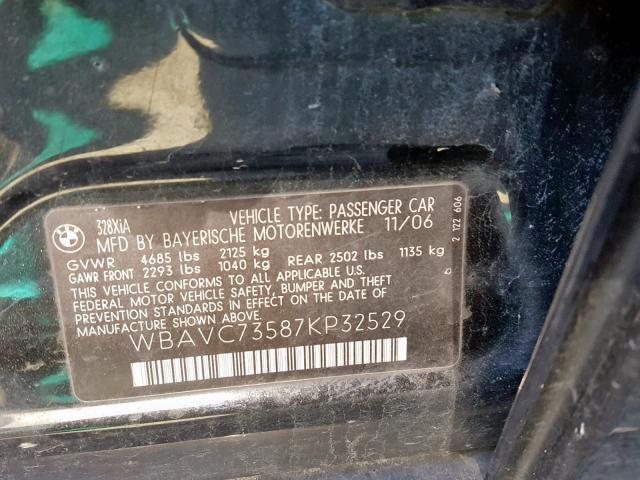 BMW
328XiA
VEHICLE TYPE: PASSENGER CAR
MFD BY BAYERISCHE MOTORENWERKE 11/06
GVWR 4685 lbs 2125 kg
GAWR FRONT 2293 lbs 1040 kg REAR 2502 lbs 1135 kg
THIS VEHICLE CONFORMS TO ALL APPLICABLE U.S.
FEDERAL MOTOR VEHICLE SAFETY, BUMPER AND THEFT
PREVENTION STANDARDS IN EFFECT ON THE DATE OF
MANUFACTURE SHOWN ABOVE.
WBAVC73587KP32529
2 122 606